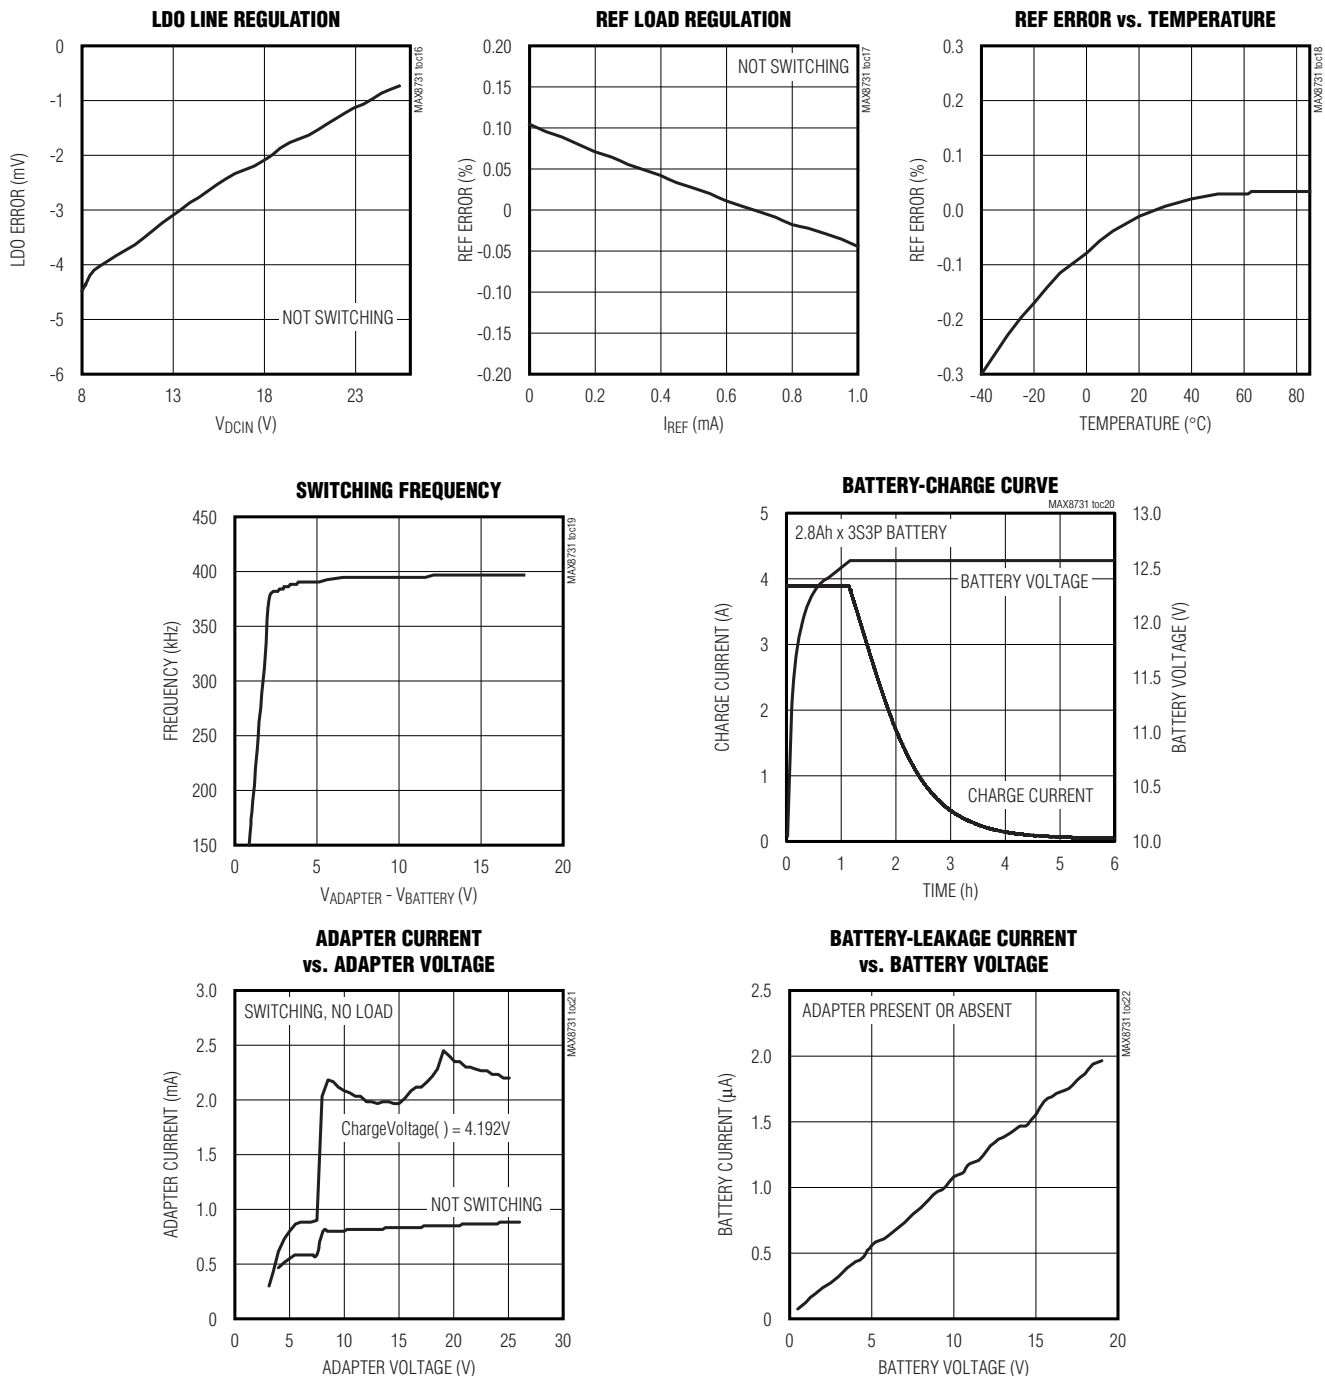 LDO LINE REGULATION
MAX8731 toc16
0
-1
-2
-3
-4
-5
-6
LDO ERROR (mV)
NOT SWITCHING
8 13 18 23
VDCIN (V)
REF LOAD REGULATION
MAX8731 toc17
NOT SWITCHING
0.20
0.15
0.10
0.05
0
-0.05
-0.10
-0.15
-0.20
REF ERROR (%)
0 0.2 0.4 0.6 0.8 1.0
IREF (mA)
REF ERROR vs. TEMPERATURE
MAX8731 toc18
0.3
0.2
0.1
0.0
-0.1
-0.2
-0.3
REF ERROR (%)
-40 -20 0 20 40 60 80
TEMPERATURE (°C)
SWITCHING FREQUENCY
MAX8731 toc19
450
400
350
300
250
200
150
FREQUENCY (kHz)
0 5 10 15 20
VADAPTER - VBATTERY (V)
BATTERY-CHARGE CURVE
MAX8731 toc20
2.8Ah x 3S3P BATTERY
BATTERY VOLTAGE
CHARGE CURRENT
5
4
3
2
1
0
CHARGE CURRENT (A)
13.0
12.5
12.0
11.5
11.0
10.5
10.0
BATTERY VOLTAGE (V)
0 1 2 3 4 5 6
TIME (h)
ADAPTER CURRENT
vs. ADAPTER VOLTAGE
MAX8731 toc21
SWITCHING, NO LOAD
ChargeVoltage( ) = 4.192V
NOT SWITCHING
3.0
2.5
2.0
1.5
1.0
0.5
0
ADAPTER CURRENT (mA)
0 5 10 15 20 25 30
ADAPTER VOLTAGE (V)
BATTERY-LEAKAGE CURRENT
vs. BATTERY VOLTAGE
MAX8731 toc22
ADAPTER PRESENT OR ABSENT
2.5
2.0
1.5
1.0
0.5
0
BATTERY CURRENT (μA)
0 5 10 15 20
BATTERY VOLTAGE (V)